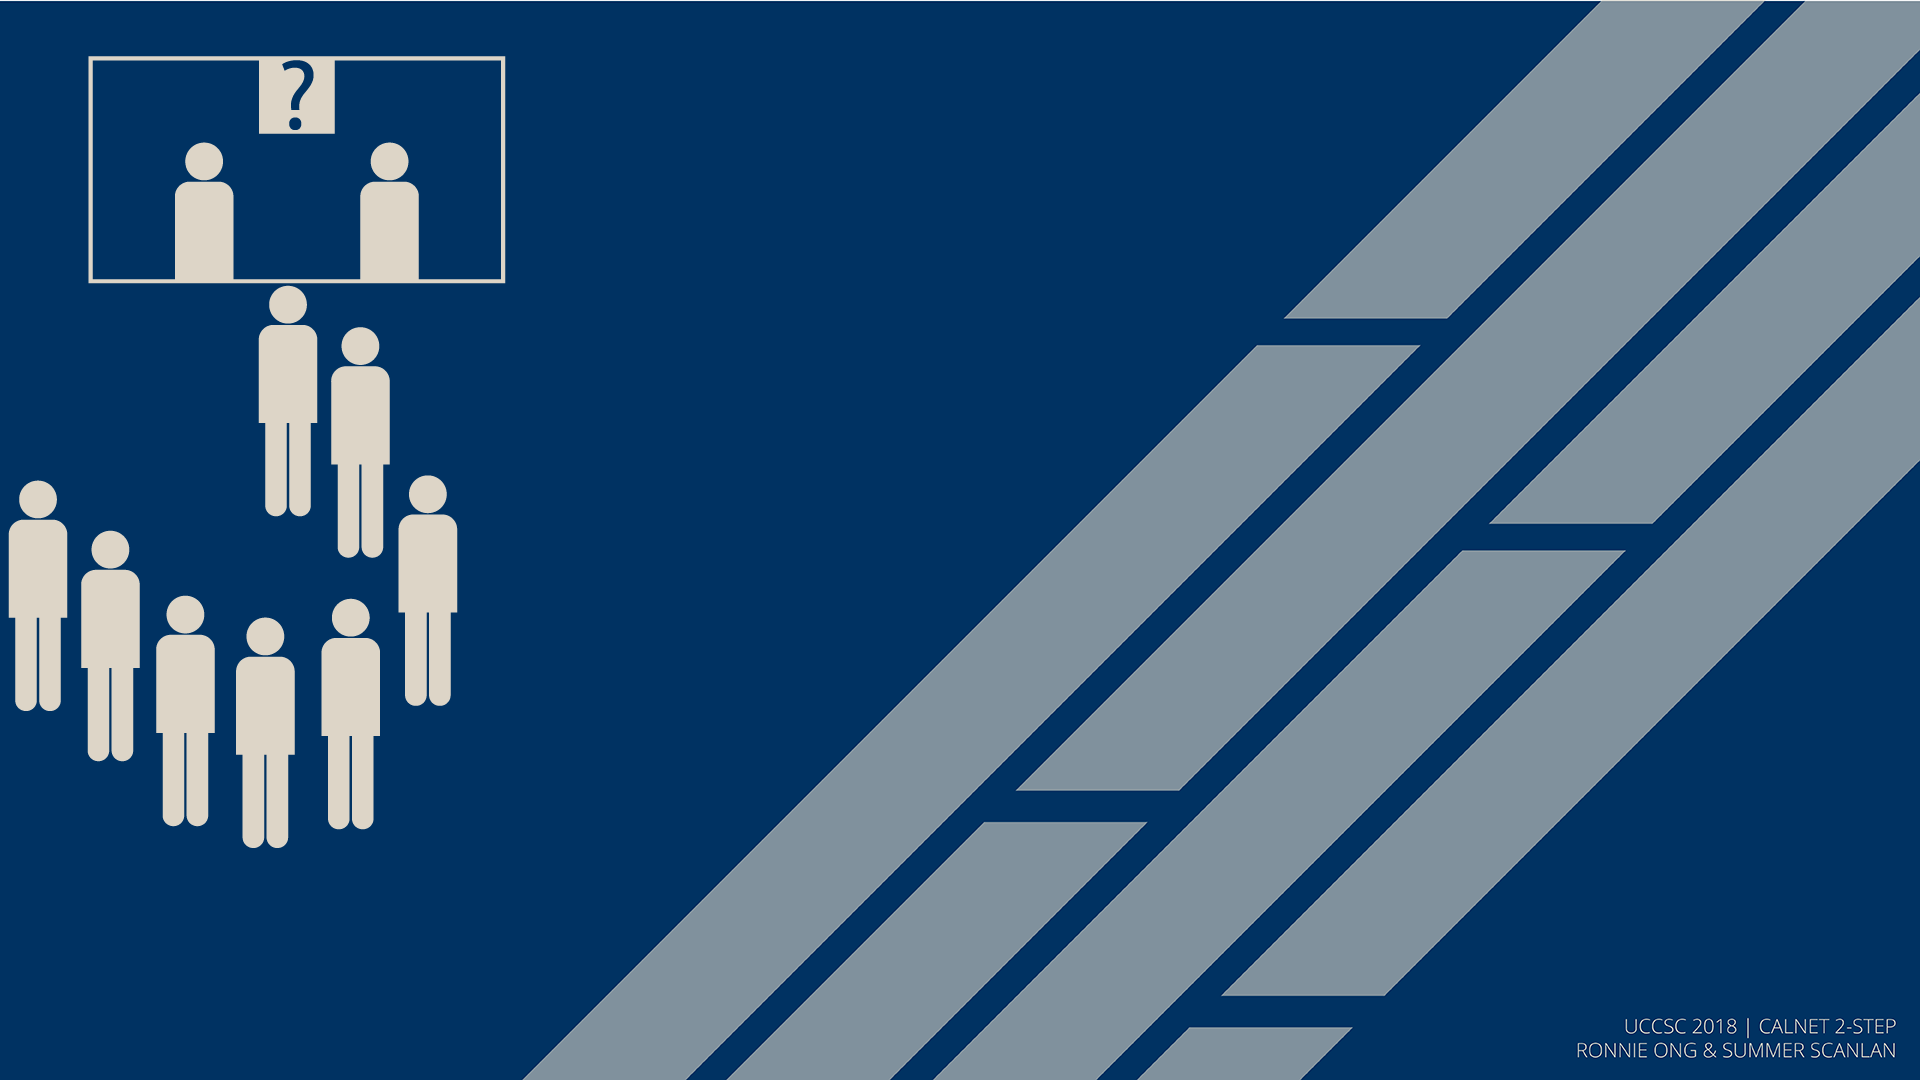 ?
UCCSC 2018 | CALNET 2-STEP
RONNIE ONG & SUMMER SCANLAN